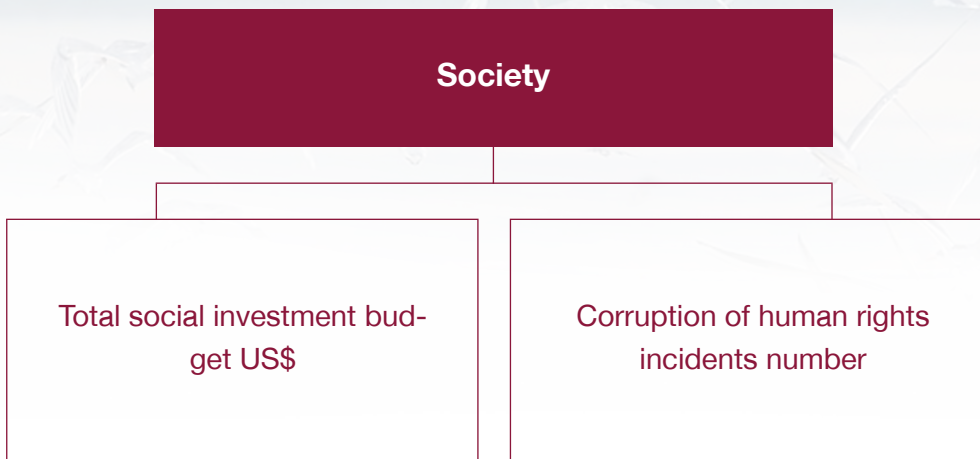 Society
Total social investment bud-
get US$
Corruption of human rights
incidents number